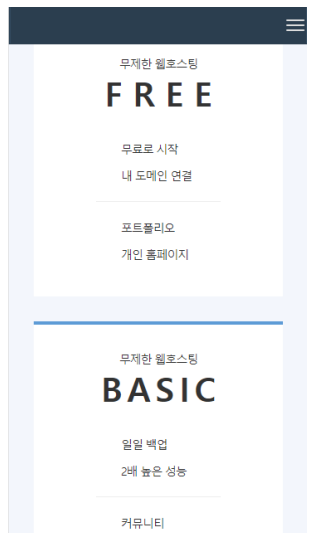 무제한 웹호스팅
FREE
무료로 시작
내 도메인 연결
포트폴리오
개인 홈페이지
무제한 웹호스팅
BASIC
일일 백업
2배 높은 성능
커뮤니티